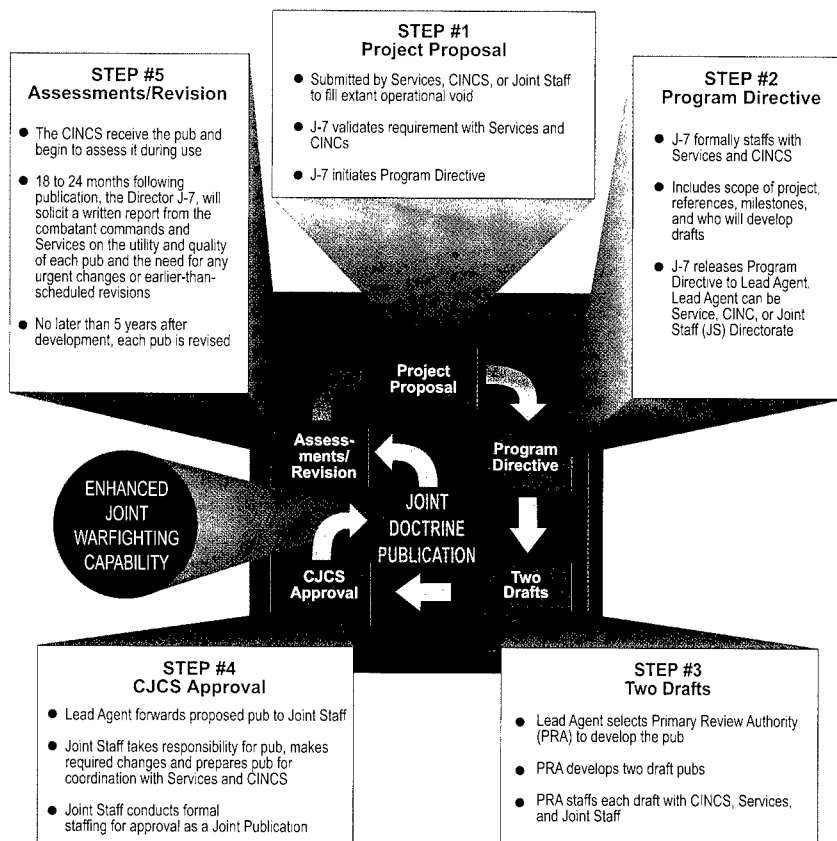 STEP #1
Project Proposal
● Submitted by Services, CINCS, or Joint Staff
to fill extant operational void
● J-7 validates requirement with Services and
CINCs
● J-7 initiates Program Directive
STEP #2
Program Directive
● J-7 formally staffs with
Services and CINCS
● Includes scope of project,
references, milestones,
and who will develop
drafts
● J-7 releases Program
Directive to Lead Agent.
Lead Agent can be
Service, CINC, or Joint
Staff (JS) Directorate
STEP #3
Two Drafts
● Lead Agent selects Primary Review Authority
(PRA) to develop the pub
● PRA develops two draft pubs
● PRA staffs each draft with CINCS, Services,
and Joint Staff
STEP #4
CJCS Approval
● Lead Agent forwards proposed pub to Joint Staff
● Joint Staff takes responsibility for pub, makes
required changes and prepares pub for
coordination with Services and CINCS
● Joint Staff conducts formal
staffing for approval as a Joint Publication
STEP #5
Assessments/Revision
● The CINCS receive the pub and
begin to assess it during use
● 18 to 24 months following
publication, the Director J-7, will
solicit a written report from the
combatant commands and
Services on the utility and quality
of each pub and the need for any
urgent changes or earlier-than-
scheduled revisions
● No later than 5 years after
development, each pub is revised
Project
Proposal
Program
Directive
Two
Drafts
CJCS
Approval
Assess-
ments/
Revision
JOINT
DOCTRINE
PUBLICATION
ENHANCED
JOINT
WARFIGHTING
CAPABILITY